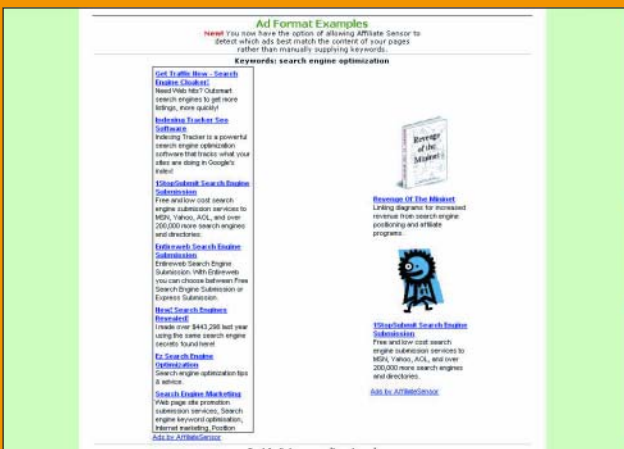 Ad Format Examples
New! You now have the option of allowing Affiliate Sensor to
detect which ads best match the content of your pages
rather than manually supplying keywords.
Keywords: search engine optimization
Get Traffic Now - Search
Engine Cloaker!
Need Web hits? Outsmart
search engines to get more
listings, more quickly!
Indexing Tracker Seo
Software
Indexing Tracker is a powerful
search engine optimization
software that tracks what your
sites are doing in Google's
index!
1StopSubmit Search Engine
Submission
Free and low cost search
engine submission services to
MSN, Yahoo, AOL, and over
200,000 more search engines
and directories.
Entireweb Search Engine
Submission
Entireweb Search Engine
Submission. With Entireweb
you can choose between Free
Search Engine Submission or
Express Submission.
New! Search Engines
Revealed!
I made over $443,298 last year
using the same search engine
secrets found here!
Ez Search Engine
Optimization
Search engine optimization tips
& advice.
Search Engine Marketing
Web page site promotion
submission services, Search
engine keyword optimisation,
Internet marketing, Position
Ads by AffiliateSensor
Revenge
of the
Mininet
Revenge Of The Mininet
Linking diagrams for increased
revenue from search engine
positioning and affiliate
programs.
1StopSubmit Search Engine
Submission
Free and low cost search
engine submission services to
MSN, Yahoo, AOL, and over
200,000 more search engines
and directories.
Ads by AffiliateSensor